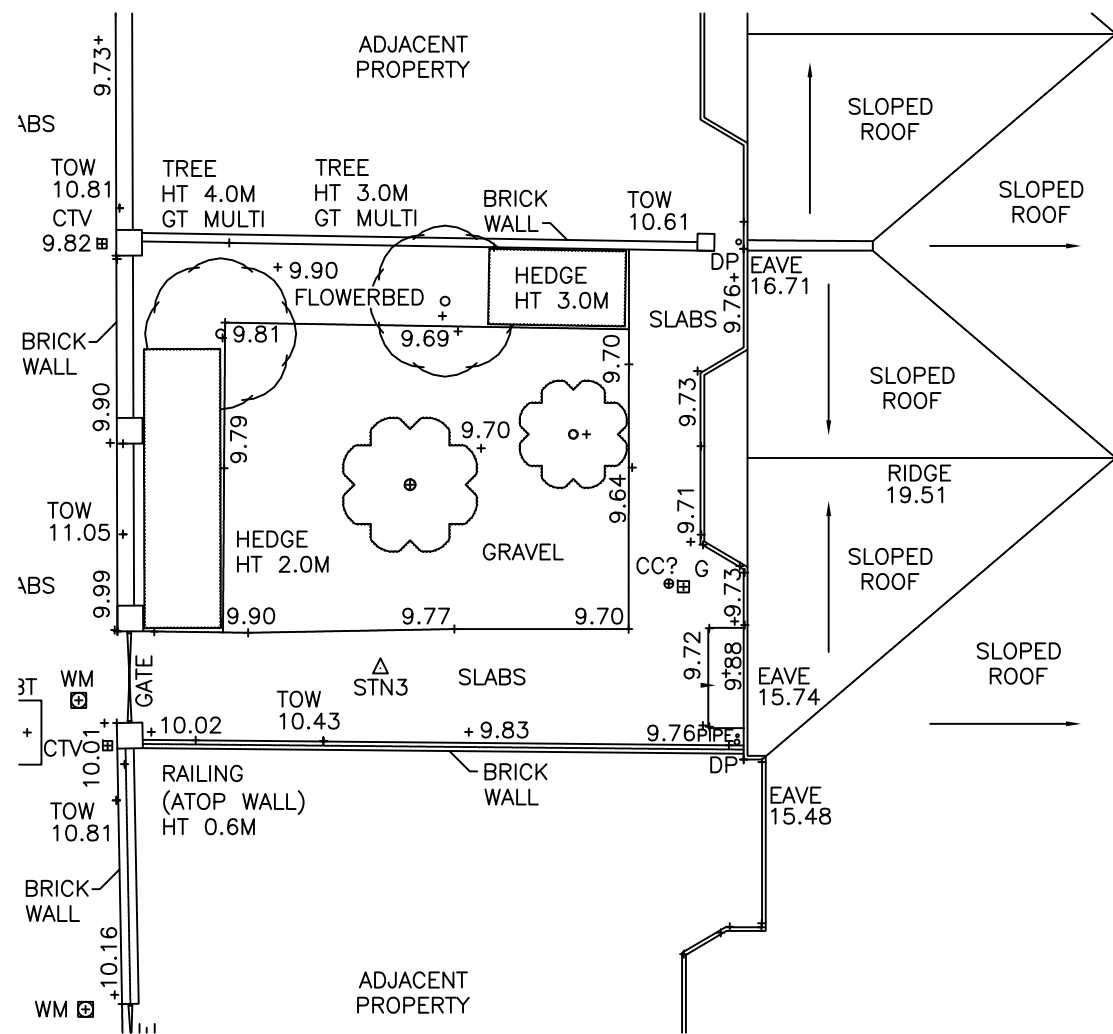 ADJACENT
PROPERTY
9.73
SLOPED
ROOF
ABS
TOW
10.81
TREE
HT 4.0M
GT MULTI
TREE
HT 3.0M
GT MULTI
BRICK
WALL
TOW
10.61
SLOPED
ROOF
CTV
9.82
DP
EAVE
16.71
9.90
FLOWERBED
HEDGE
HT 3.0M
9.76
SLABS
BRICK
WALL
9.81
9.69
9.70
9.73
SLOPED
ROOF
9.90
9.79
9.70
RIDGE
19.51
9.64
9.71
TOW
11.05
HEDGE
HT 2.0M
GRAVEL
SLOPED
ROOF
CC?
G
ABS
9.99
9.73
9.90
9.77
9.70
9.72
9.88
SLOPED
ROOF
BT
WM
GATE
STN3
SLABS
EAVE
15.74
TOW
10.43
10.02
9.83
9.76
PIPE
CTV
10.01
DP
RAILING
(ATOP WALL)
HT 0.6M
BRICK
WALL
EAVE
15.48
TOW
10.81
BRICK
WALL
10.16
ADJACENT
PROPERTY
WM